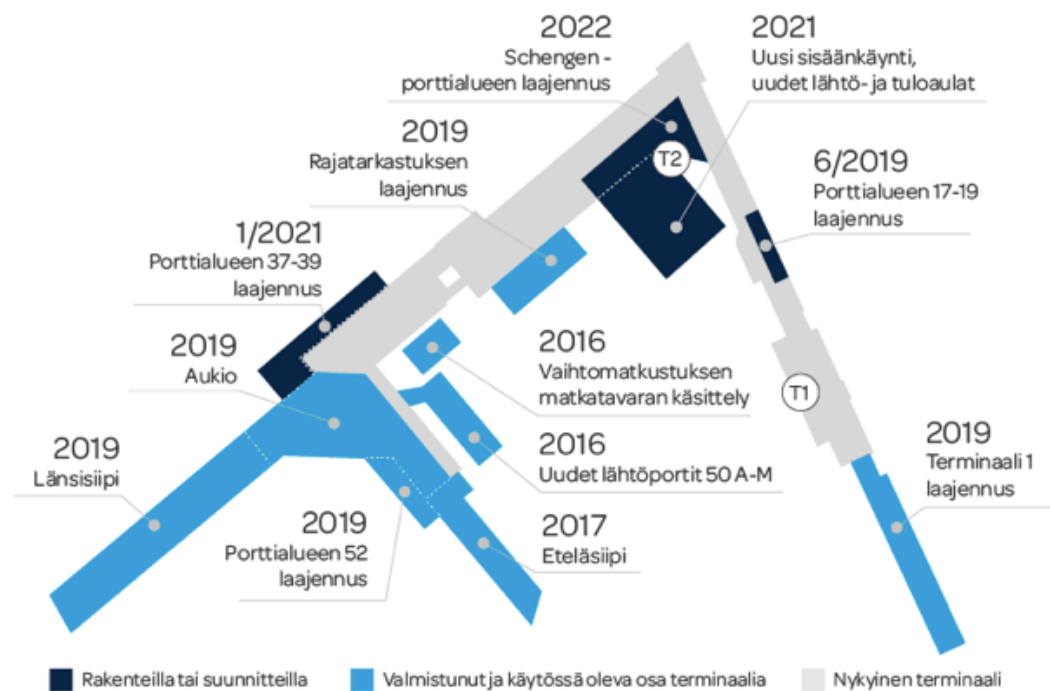 2022
Schengen -
porttialueen laajennus
2021
Uusi sisäänkäynti,
uudet lähtö- ja tuloaulat
2019
Rajatarkastuksen
laajennus
T2
6/2019
Porttialueen 17-19
laajennus
1/2021
Porttialueen 37-39
laajennus
2019
Aukio
2016
Vaihtomatkustuksen
matkatavaran käsittely
T1
2019
Länsisiipi
2016
Uudet lähtöportit 50 A-M
2019
Terminaali 1
laajennus
2019
Porttialueen 52
laajennus
2017
Eteläsiipi
Rakenteilla tai suunnitteilla
Valmistunut ja käytössä oleva osa terminaalia
Nykyinen terminaali